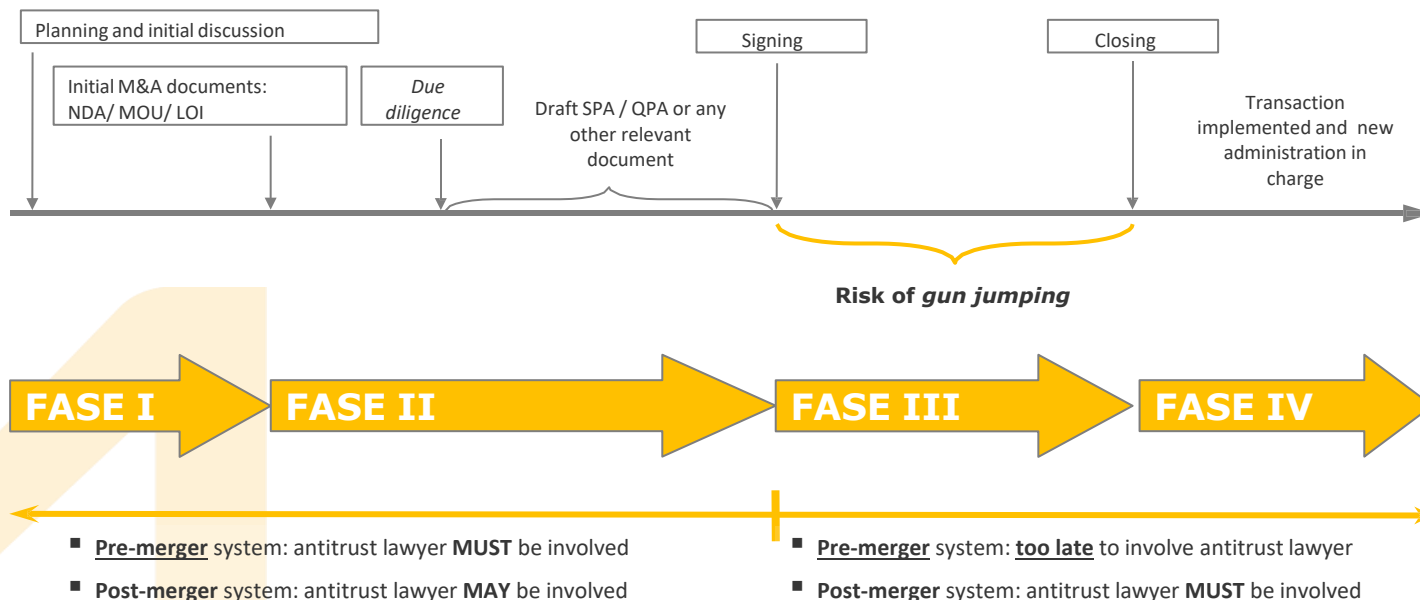 Planning and initial discussion
Signing
Closing
Initial M&A documents:
NDA/ MOU/ LOI
Due
diligence
Draft SPA / QPA or any
other relevant
document
Transaction
implemented and new
administration in
charge
Risk of gun jumping
FASE I
FASE II
FASE III
FASE IV
▪ Pre-merger system: antitrust lawyer MUST be involved
▪ Post-merger system: antitrust lawyer MAY be involved
▪ Pre-merger system: too late to involve antitrust lawyer
▪ Post-merger system: antitrust lawyer MUST be involved